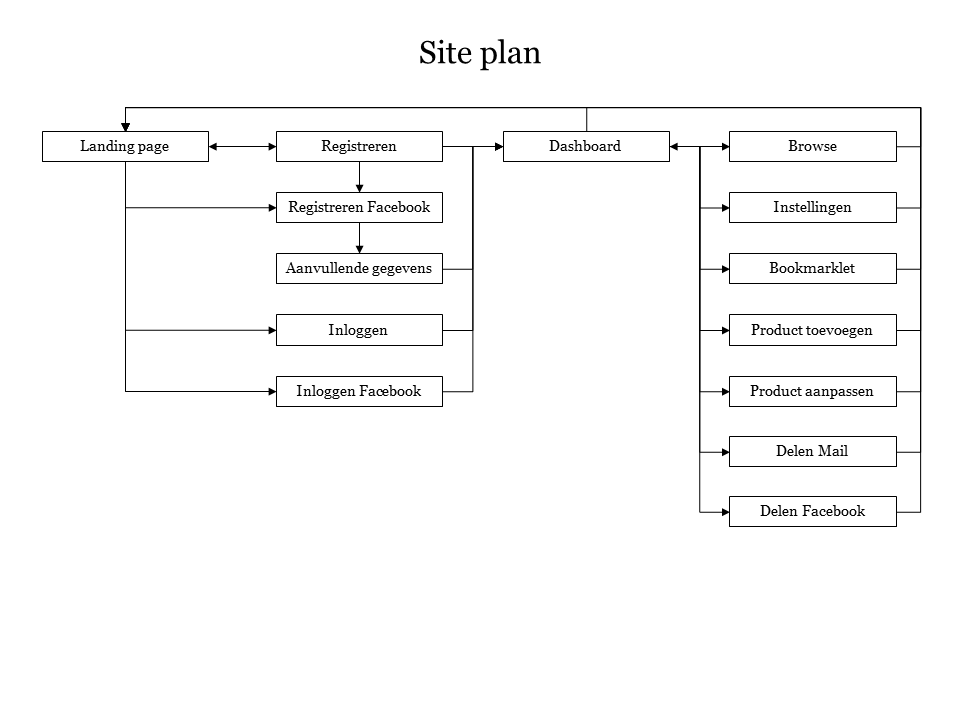 Site plan
Landing page
Registreren
Dashboard
Browse
Registreren Facebook
Instellingen
Aanvullende gegevens
Bookmarklet
Inloggen
Product toevoegen
Inloggen Facebook
Product aanpassen
Delen Mail
Delen Facebook